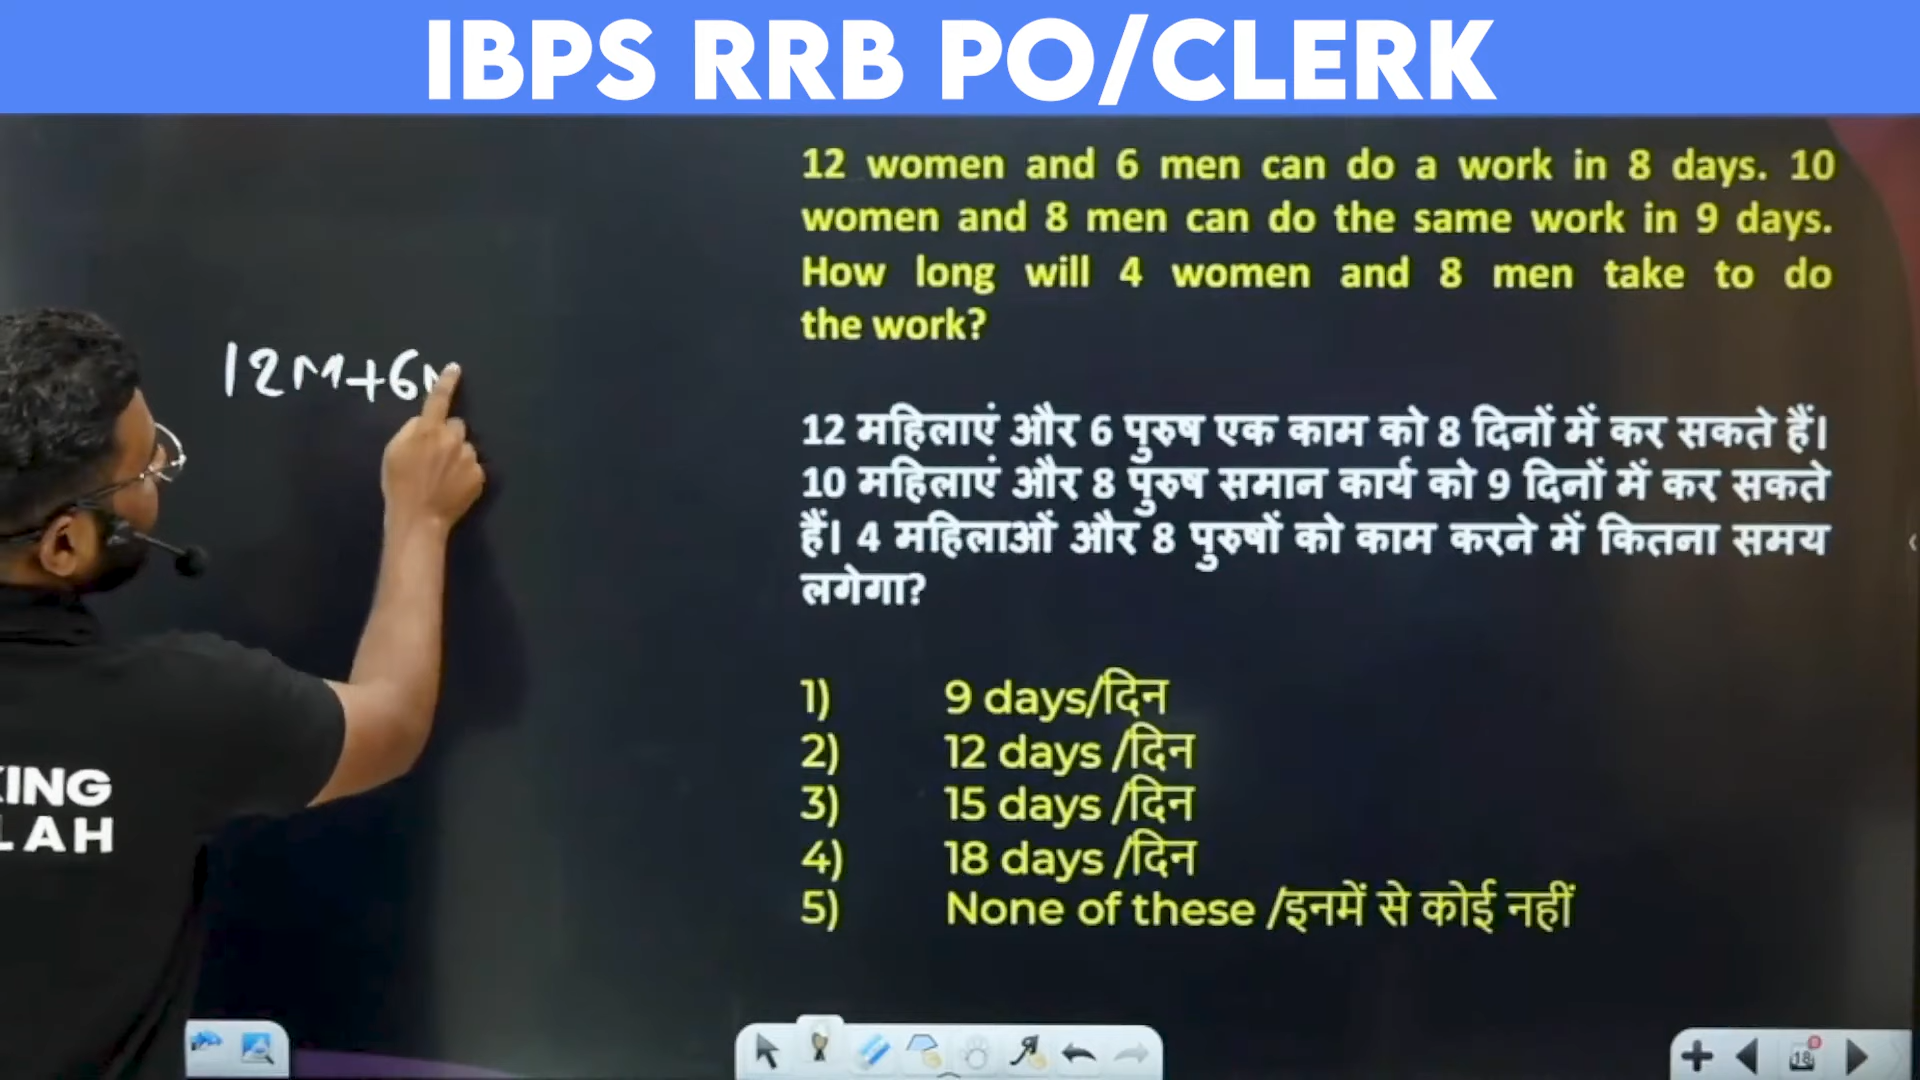 IBPS RRB PO/CLERK
12 women and 6 men can do a work in 8 days. 10
women and 8 men can do the same work in 9 days.
How long will 4 women and 8 men take to do
the work?
12M+6
12 महिलाएं और 6 पुरुष एक काम को 8 दिनों में कर सकते हैं।
10 महिलाएं और 8 पुरुष समान कार्य को 9 दिनों में कर सकते
हैं। 4 महिलाओं और 8 पुरुषों को काम करने में कितना समय
लगेगा?
1) 9 days/दिन
2) 12 days /दिन
3) 15 days /दिन
4) 18 days /दिन
5) None of these /इनमें से कोई नहीं
KING
LAH
18